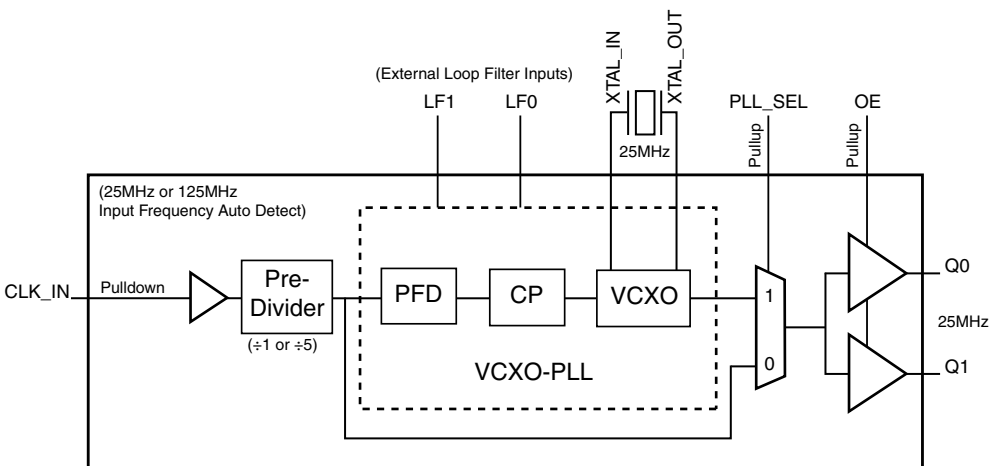 XTAL_IN
XTAL_OUT
(External Loop Filter Inputs)
LF1
LF0
PLL_SEL
OE
Pullup
Pullup
25MHz
(25MHz or 125MHz
Input Frequency Auto Detect)
CLK_IN
Pulldown
Pre-
Divider
(÷1 or ÷5)
PFD
CP
VCXO
VCXO-PLL
1
0
Q0
25MHz
Q1